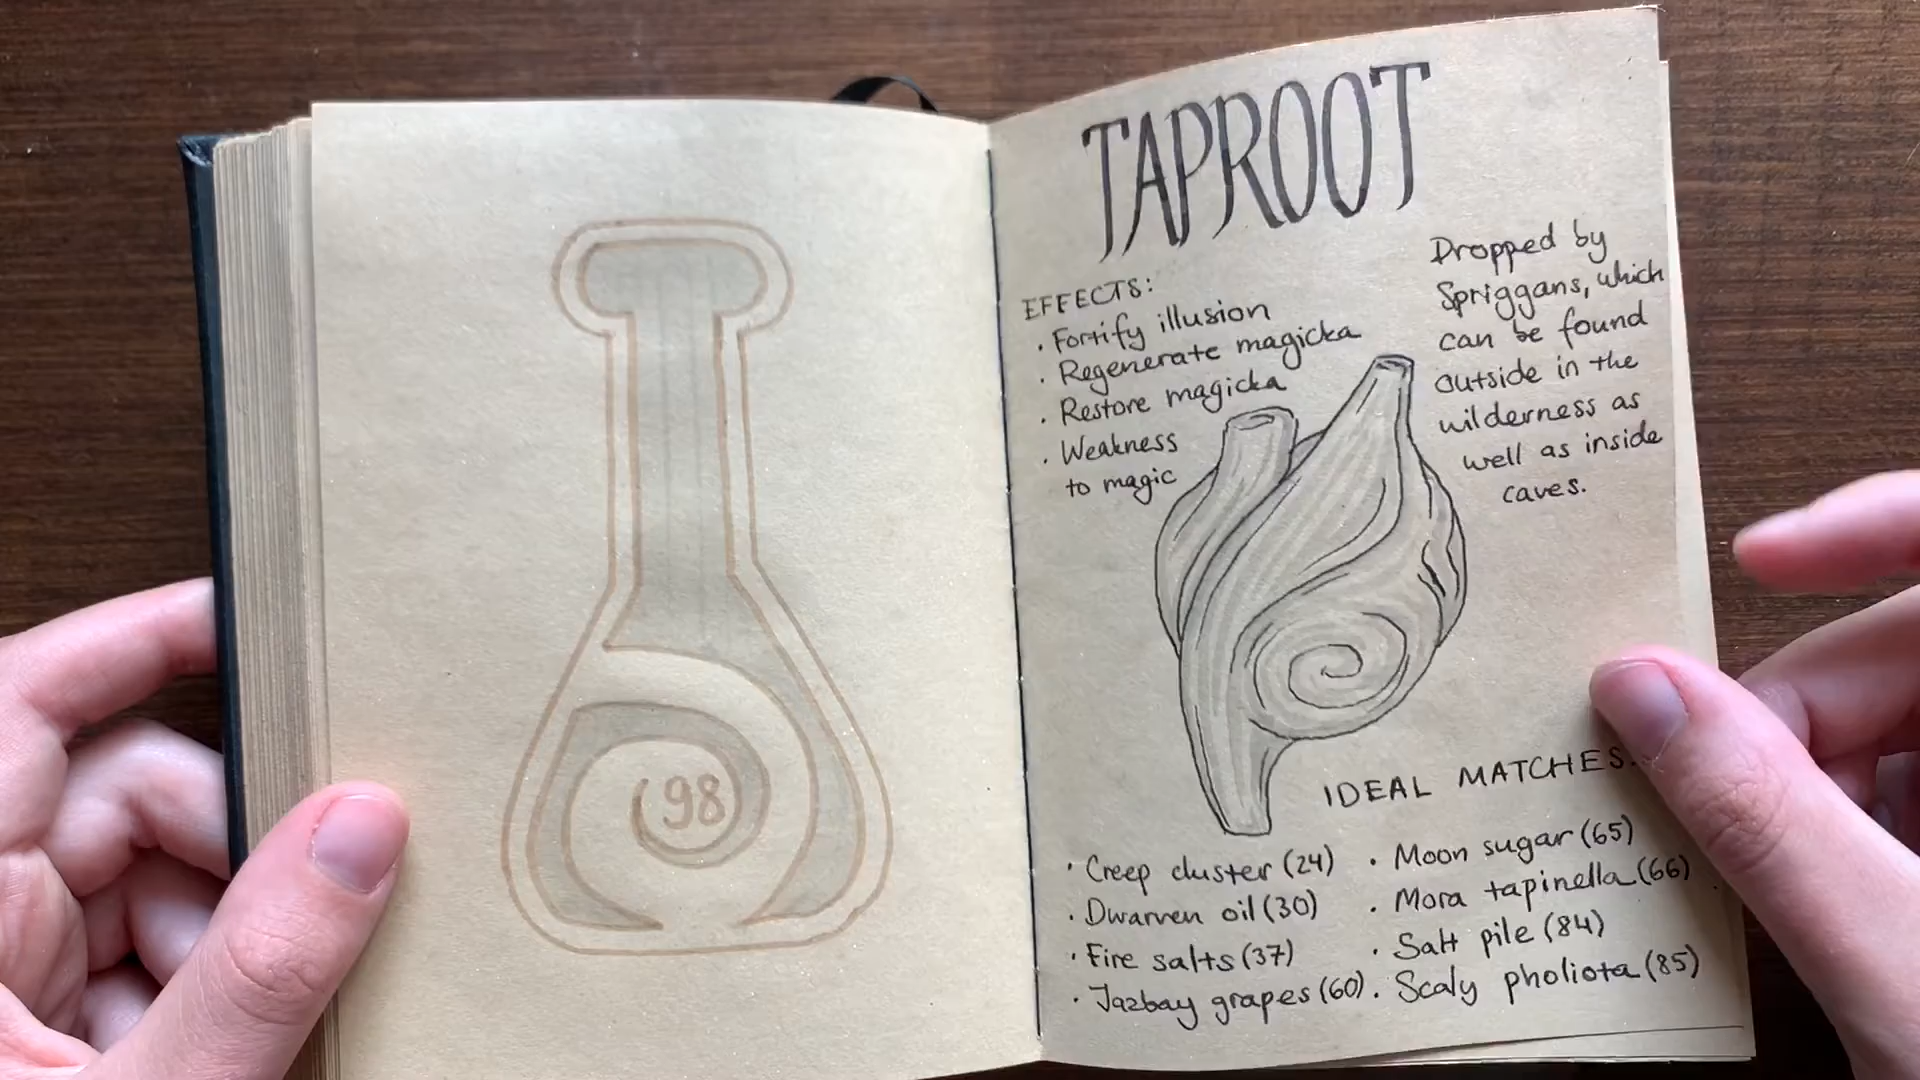 98
TAPROOT
EFFECTS:
· Fortify illusion
· Regenerate magicka
· Restore magicka
· Weakness
to magic
Dropped by
Spriggans, which
can be found
outside in the
wilderness as
well as inside
caves.
IDEAL MATCHES:
· Creep cluster (24)
· Dwarven oil (30)
· Fire salts (37)
· Jazbay grapes (60)
· Moon sugar (65)
· Mora tapinella (66)
· Salt pile (84)
· Scaly pholiota (85)